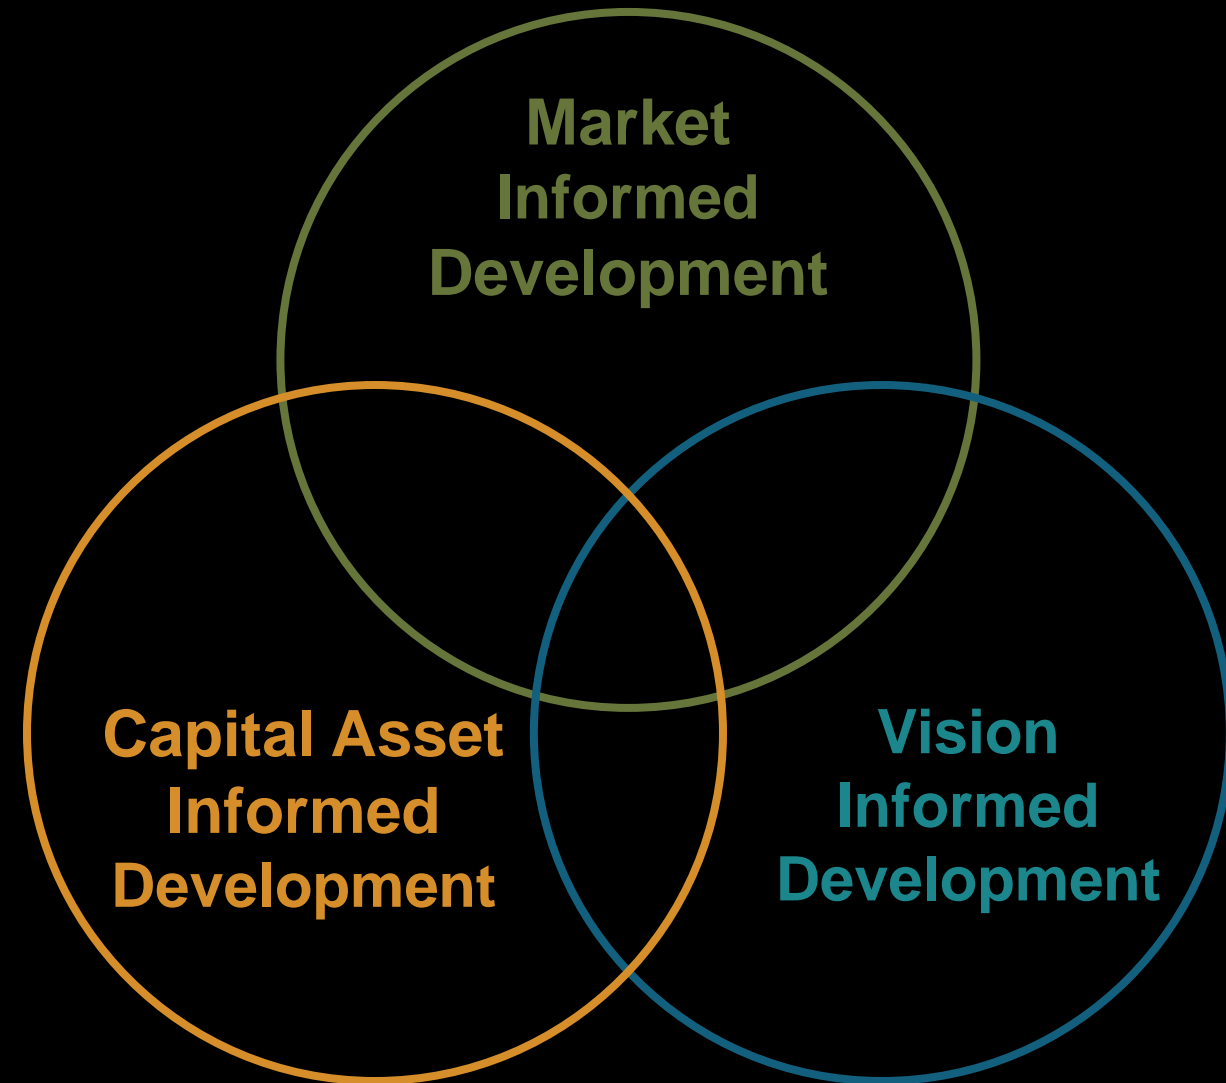 Market
Informed
Development
Capital Asset
Informed
Development
Vision
Informed
Development